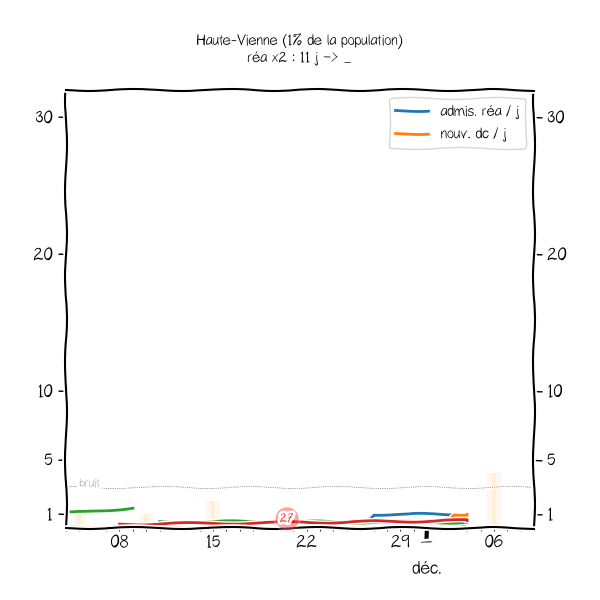 Haute-Vienne (1% de la population)
réa x2 : 11 j -> _
admis. réa / j
nouv. dc / j
30
30
20
20
10
10
5
5
bruit
1
1
27
08
15
22
29
1
06
déc.